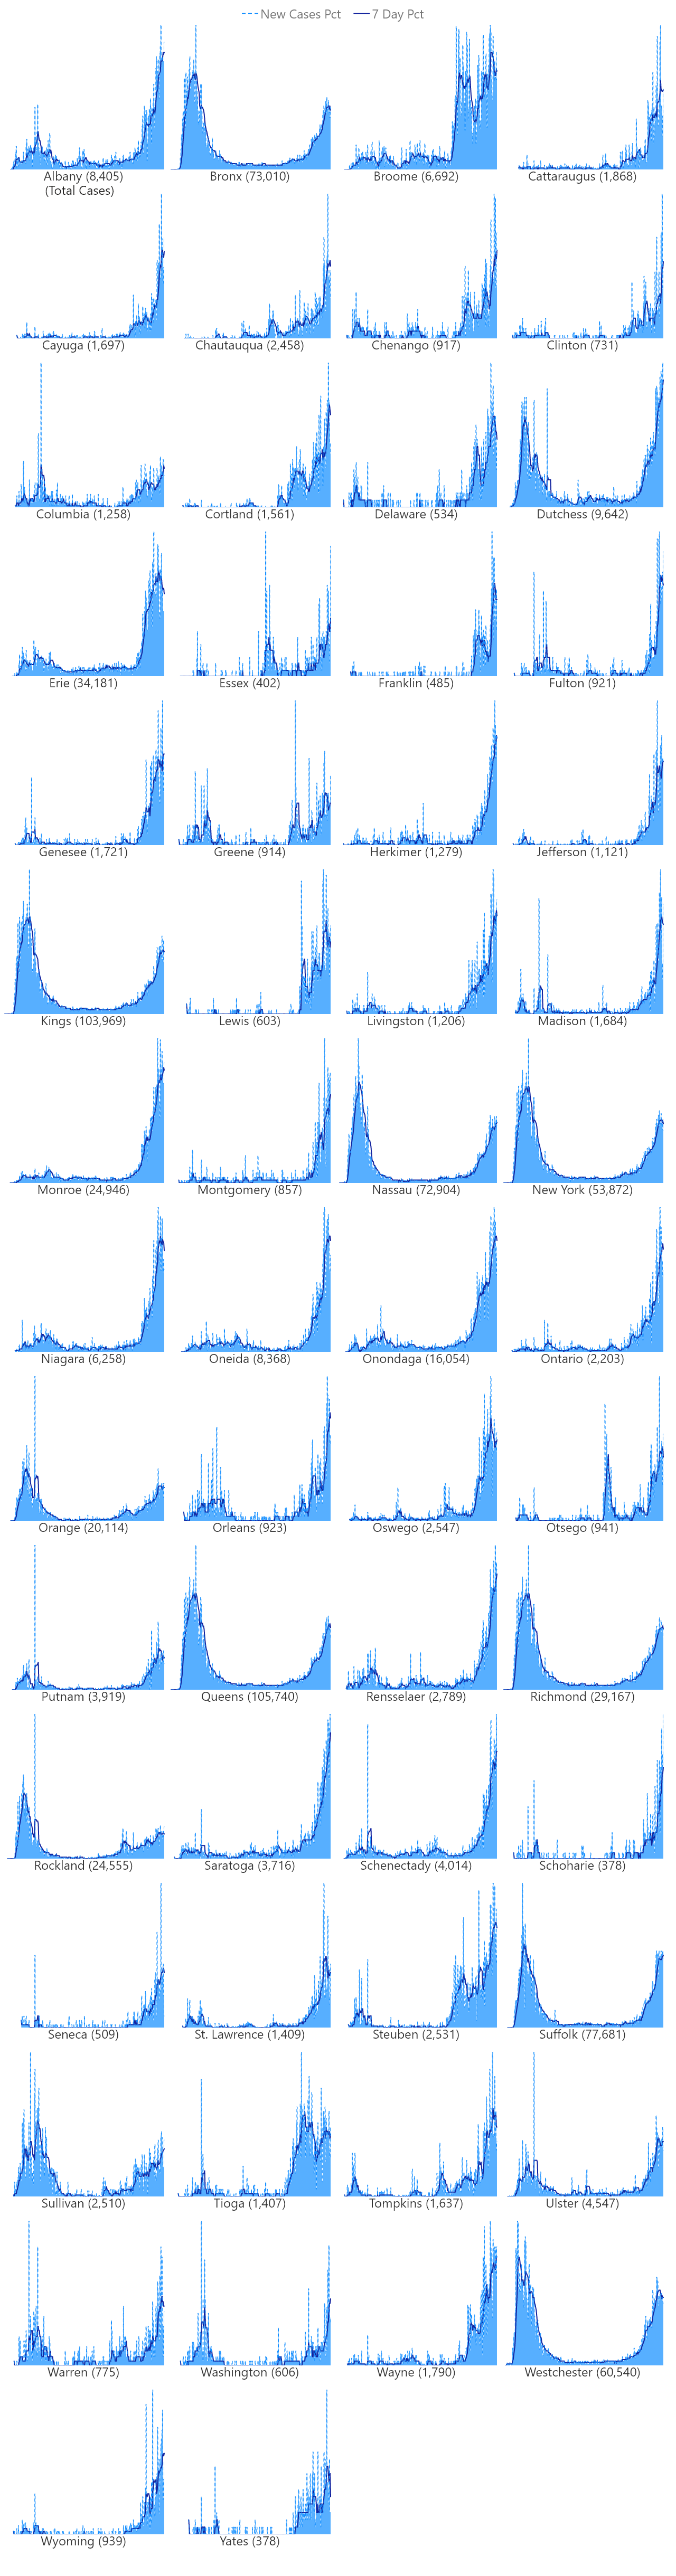 New Cases Pct 7 Day Pct
Albany (8,405) Bronx (73,010) Broome (6,692) Cattaraugus (1,868)
(Total Cases)
Cayuga (1,697) Chautauqua (2,458) Chenango (917) Clinton (731)
Columbia (1,258) Cortland (1,561) Delaware (534) Dutchess (9,642)
Erie (34,181) Essex (402) Franklin (485) Fulton (921)
Genesee (1,721) Greene (914) Herkimer (1,279) Jefferson (1,121)
Kings (103,969) Lewis (603) Livingston (1,206) Madison (1,684)
Monroe (24,946) Montgomery (857) Nassau (72,904) New York (53,872)
Niagara (6,258) Oneida (8,368) Onondaga (16,054) Ontario (2,203)
Orange (20,114) Orleans (923) Oswego (2,547) Otsego (941)
Putnam (3,919) Queens (105,740) Rensselaer (2,789) Richmond (29,167)
Rockland (24,555) Saratoga (3,716) Schenectady (4,014) Schoharie (378)
Seneca (509) St. Lawrence (1,409) Steuben (2,531) Suffolk (77,681)
Sullivan (2,510) Tioga (1,407) Tompkins (1,637) Ulster (4,547)
Warren (775) Washington (606) Wayne (1,790) Westchester (60,540)
Wyoming (939) Yates (378)